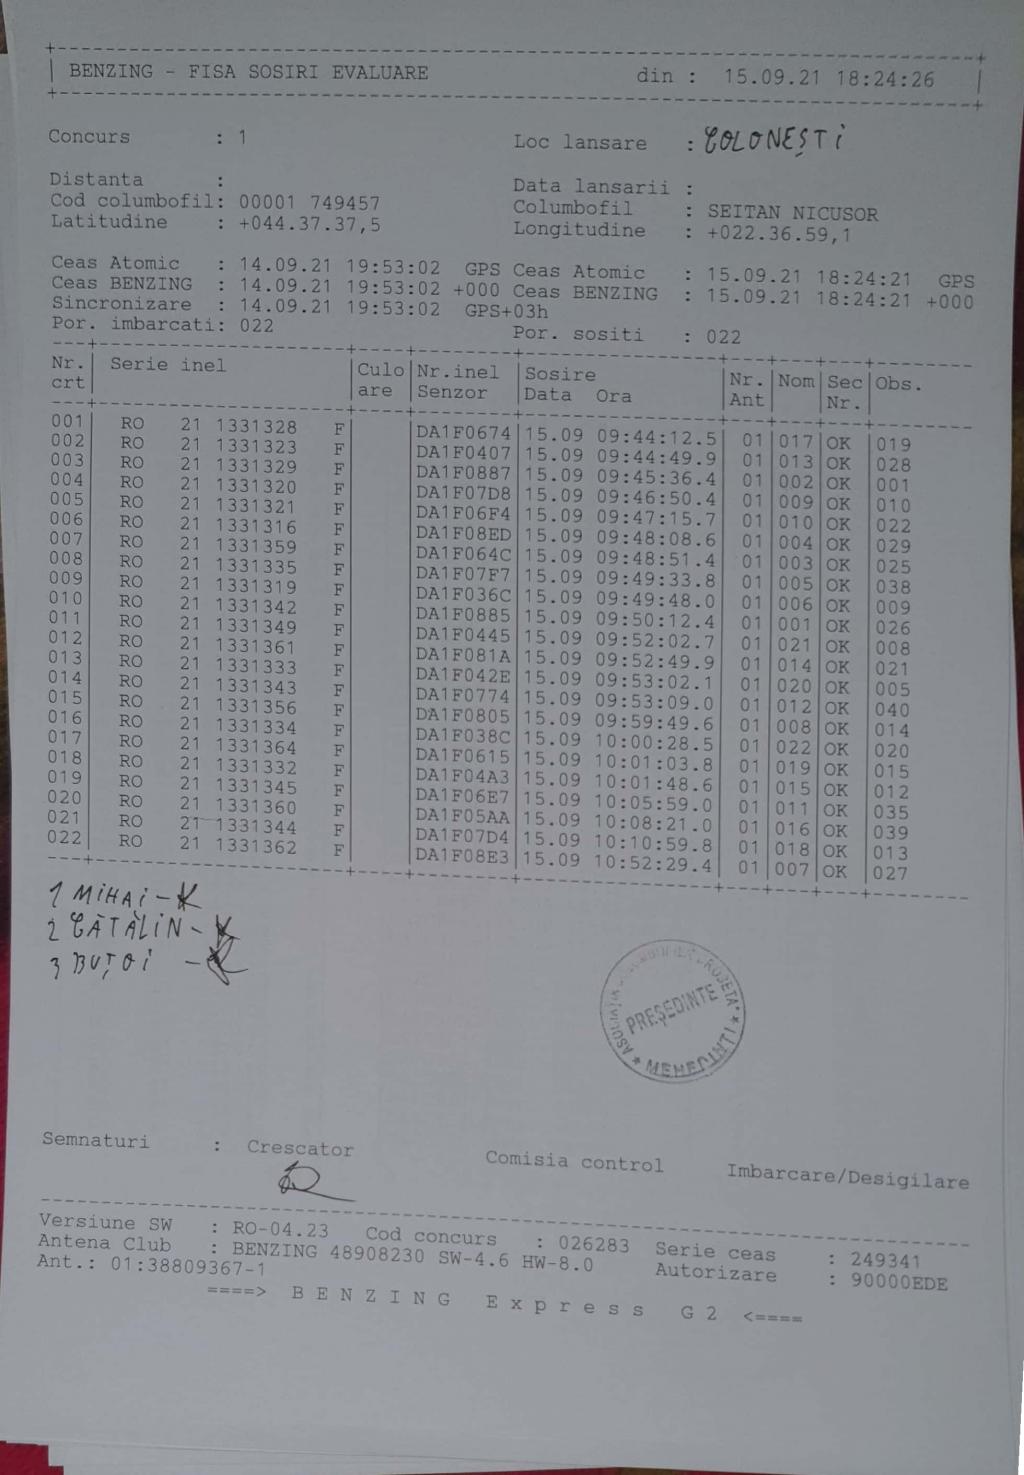 BENZING - FISA SOSIRI EVALUARE din : 15.09.21 18:24:26
Concurs : 1 Loc lansare : COLONEȘTI
Distanta : Data lansarii :
Cod columbofil: 00001 749457 Columbofil : SEITAN NICUSOR
Latitudine : +044.37.37,5 Longitudine : +022.36.59,1
Ceas Atomic : 14.09.21 19:53:02 GPS Ceas Atomic : 15.09.21 18:24:21 GPS
Ceas BENZING : 14.09.21 19:53:02 +000 Ceas BENZING : 15.09.21 18:24:21 +000
Sincronizare : 14.09.21 19:53:02 GPS+03h
Por. imbarcati: 022 Por. sositi : 022
Nr. Serie inel Culo Nr.inel Sosire Nr. Nom Sec Obs.
crt are Senzor Data Ora Ant Nr.
001 RO 21 1331328 F DA1F0674 15.09 09:44:12.5 01 017 OK 019
002 RO 21 1331323 F DA1F0407 15.09 09:44:49.9 01 013 OK 028
003 RO 21 1331329 F DA1F0887 15.09 09:45:36.4 01 002 OK 001
004 RO 21 1331320 F DA1F07D8 15.09 09:46:50.4 01 009 OK 010
005 RO 21 1331321 F DA1F06F4 15.09 09:47:15.7 01 010 OK 022
006 RO 21 1331316 F DA1F08ED 15.09 09:48:08.6 01 004 OK 029
007 RO 21 1331359 F DA1F064C 15.09 09:48:51.4 01 003 OK 025
008 RO 21 1331335 F DA1F07F7 15.09 09:49:33.8 01 005 OK 038
009 RO 21 1331319 F DA1F036C 15.09 09:49:48.0 01 006 OK 009
010 RO 21 1331342 F DA1F0885 15.09 09:50:12.4 01 001 OK 026
011 RO 21 1331349 F DA1F0445 15.09 09:52:02.7 01 021 OK 008
012 RO 21 1331361 F DA1F081A 15.09 09:52:49.9 01 014 OK 021
013 RO 21 1331333 F DA1F042E 15.09 09:53:02.1 01 020 OK 005
014 RO 21 1331343 F DA1F0774 15.09 09:53:09.0 01 012 OK 040
015 RO 21 1331356 F DA1F0805 15.09 09:59:49.6 01 008 OK 014
016 RO 21 1331334 F DA1F038C 15.09 10:00:28.5 01 022 OK 020
017 RO 21 1331364 F DA1F0615 15.09 10:01:03.8 01 019 OK 015
018 RO 21 1331332 F DA1F04A3 15.09 10:01:48.6 01 015 OK 012
019 RO 21 1331345 F DA1F06E7 15.09 10:05:59.0 01 011 OK 035
020 RO 21 1331360 F DA1F05AA 15.09 10:08:21.0 01 016 OK 039
021 RO 21 1331344 F DA1F07D4 15.09 10:10:59.8 01 018 OK 013
022 RO 21 1331362 F DA1F08E3 15.09 10:52:29.4 01 007 OK 027
1 MIHAI -
2 CĂTĂLIN -
3 BUȚOI -
PREȘEDINTE
MEHEDINTI
Semnaturi : Crescator Comisia control Imbarcare/Desigilare
Versiune SW : RO-04.23 Cod concurs : 026283 Serie ceas : 249341
Antena Club : BENZING 48908230 SW-4.6 HW-8.0 Autorizare : 90000EDE
Ant.: 01:38809367-1
====> B E N Z I N G E x p r e s s G 2 <====